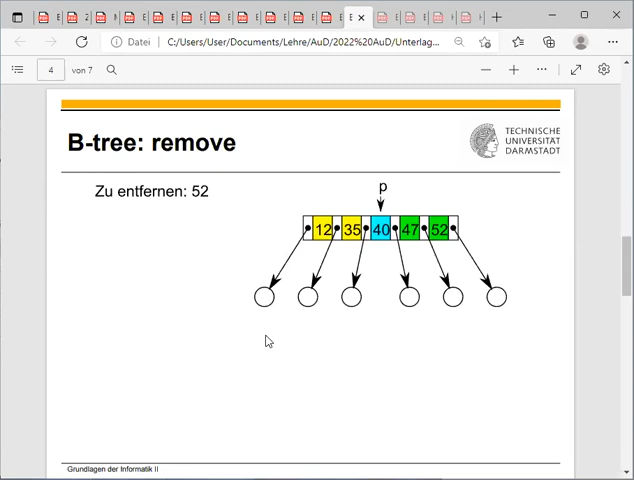 Datei C:/Users/User/Documents/Lehre/AuD/2022%20AuD/Unterlag...
4 von 7
B-tree: remove
TECHNISCHE
UNIVERSITÄT
DARMSTADT
Zu entfernen: 52
p
12 35 40 47 52
Grundlagen der Informatik II